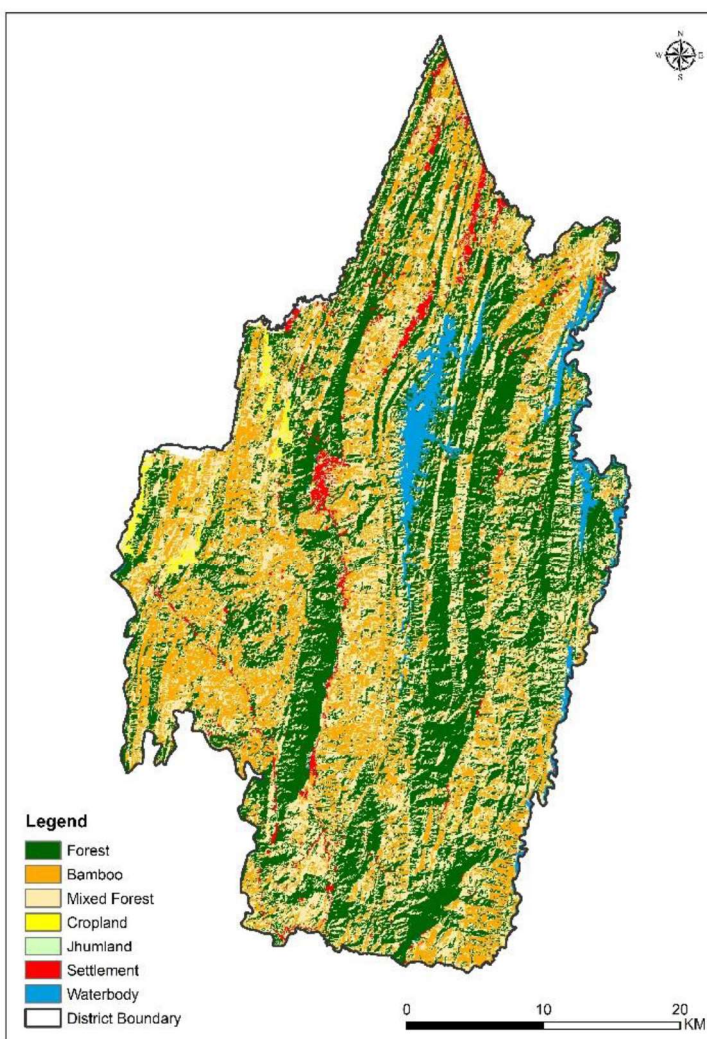 N
W E
S
Legend
Forest
Bamboo
Mixed Forest
Cropland
Jhumland
Settlement
Waterbody
District Boundary
0 10 20
KM